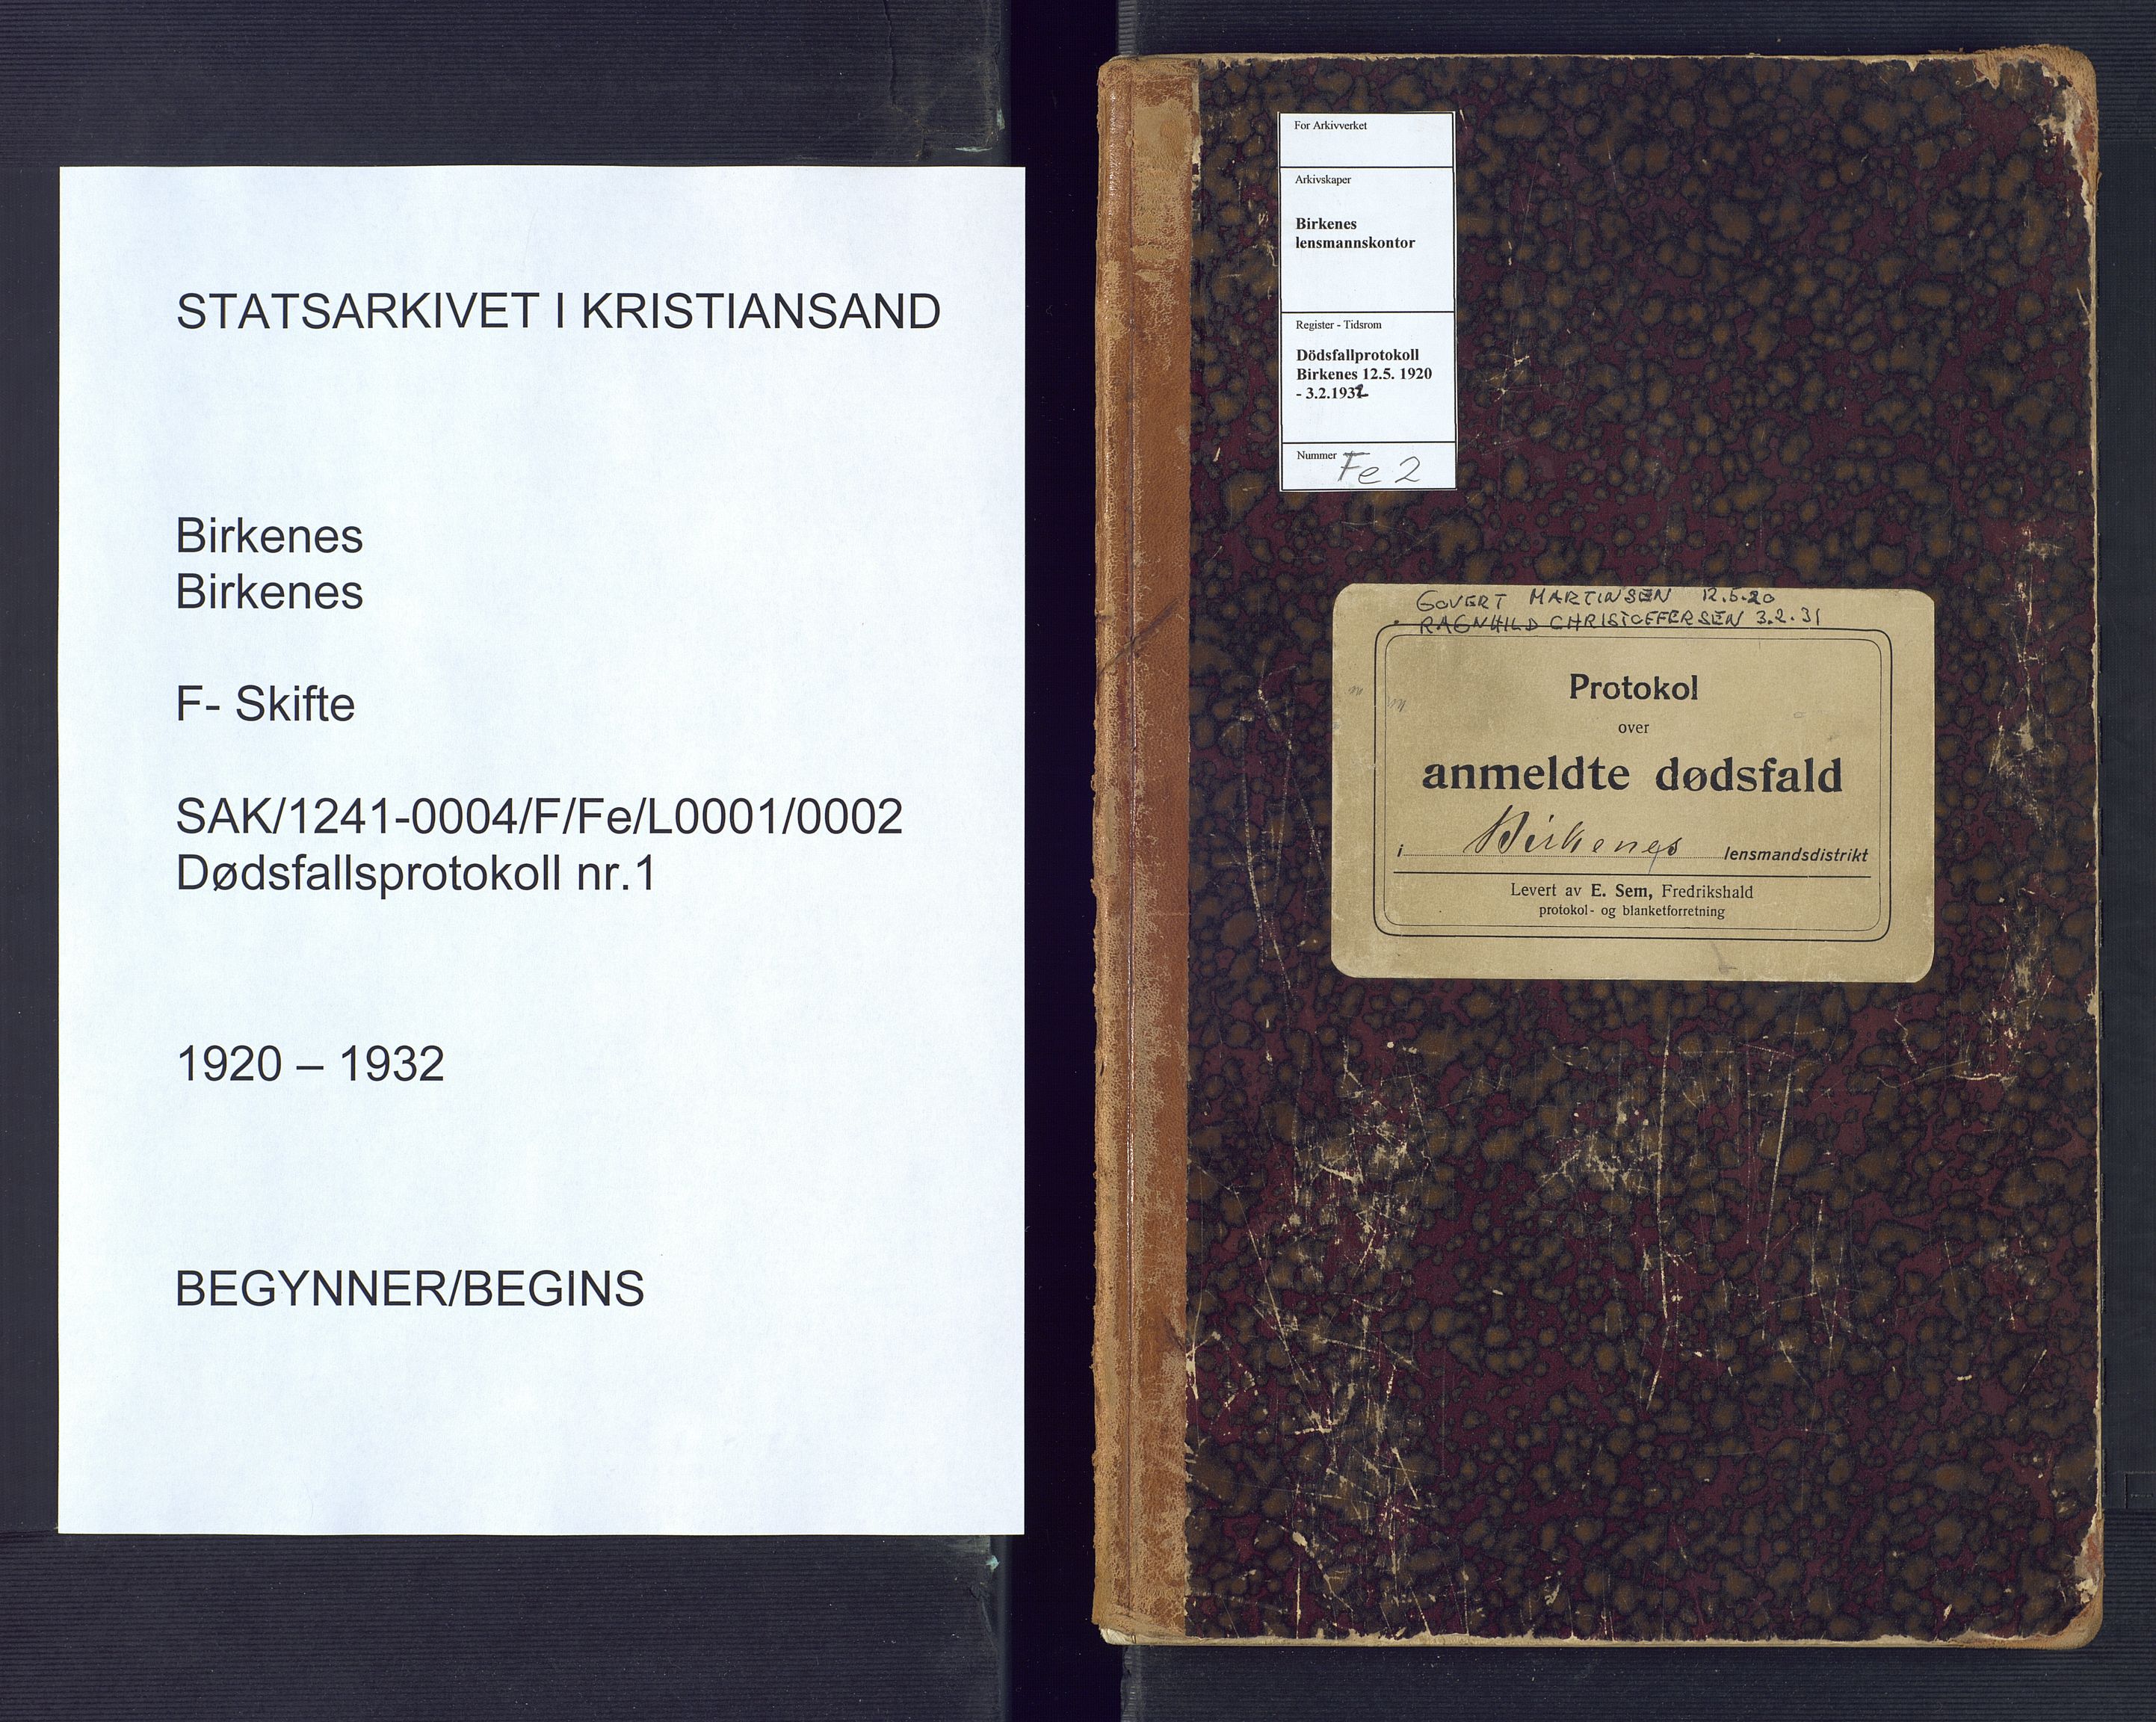 STATSARKIVET I KRISTIANSAND
Birkenes
Birkenes
F- Skifte
SAK/1241-0004/F/Fe/L0001/0002
Dødsfallsprotokoll nr.1
1920 – 1932
BEGYNNER/BEGINS
For Arkivverket
Arkivskaper
Birkenes
lensmannskontor
Register - Tidsrom
Dödsfallprotokoll
Birkenes 12.5. 1920
- 3.2.1932
Nummer Fe 2
GOVERT MARTINSEN 12.5.20
RAGNHILD CHRISTOFFERSEN 3.2.31
Protokol
over
anmeldte dødsfald
i Birkenes lensmandsdistrikt
Levert av E. Sem, Fredrikshald
protokol- og blanketforretning